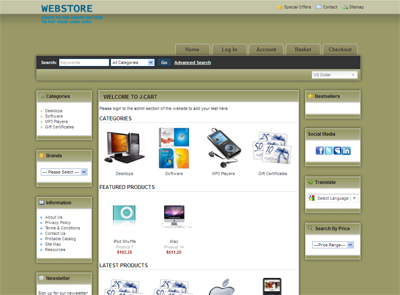 WEBSTORE
Special Offers
Contact
Sitemap
Home
Log In
Account
Basket
Checkout
Search:
Keywords
All Categories
Go
Advanced Search
US Dollar
Categories
Desktops
Software
MP3 Players
Gift Certificates
Brands
--- Please Select ---
Information
About Us
Privacy Policy
Terms & Conditions
Contact Us
Printable Catalog
Site Map
Resources
Newsletter
Sign up for our newsletter!
WELCOME TO J-CART
Please login to the admin section of the website to add your text here.
CATEGORIES
Desktops
Software
MP3 Players
Gift Certificates
FEATURED PRODUCTS
iPod Shuffle
Product 7
$182.25
iMac
Product 14
$511.25
LATEST PRODUCTS
Bestsellers
Social Media
Translate
Select Language
Search By Price
---Price Range---